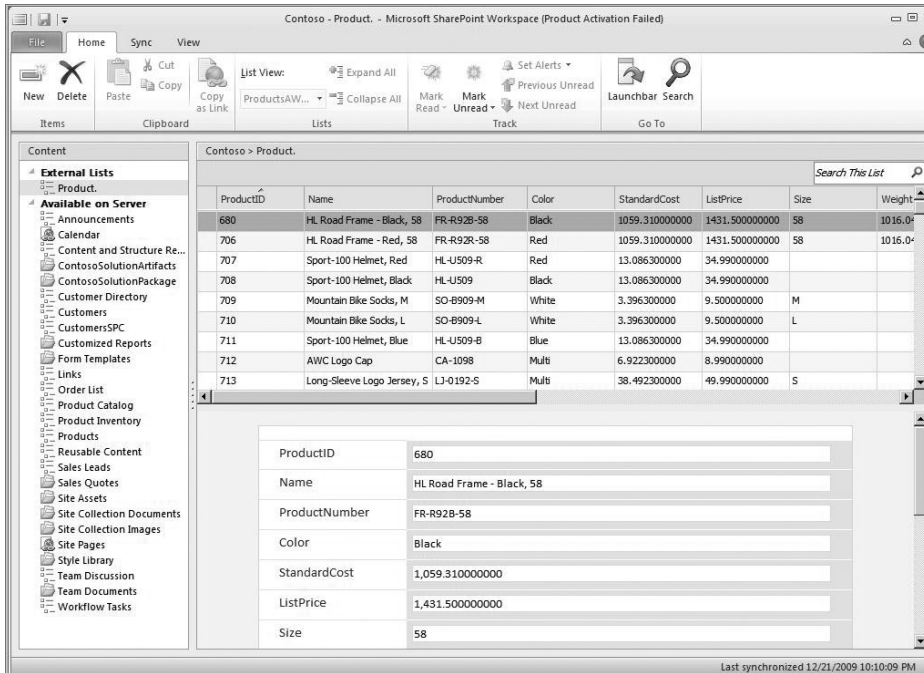 Contoso - Product. - Microsoft SharePoint Workspace (Product Activation Failed)
File Home Sync View
New Delete Paste Cut Copy Copy as Link List View: ProductsAW... Expand All Collapse All Mark Read Mark Unread Set Alerts Previous Unread Next Unread Launchbar Search
Items Clipboard Lists Track Go To
Content
External Lists
Product.
Available on Server
Announcements
Calendar
Content and Structure Re...
ContosoSolutionArtifacts
ContosoSolutionPackage
Customer Directory
Customers
CustomersSPC
Customized Reports
Form Templates
Links
Order List
Product Catalog
Product Inventory
Products
Reusable Content
Sales Leads
Sales Quotes
Site Assets
Site Collection Documents
Site Collection Images
Site Pages
Style Library
Team Discussion
Team Documents
Workflow Tasks
Contoso > Product.
Search This List
ProductID Name ProductNumber Color StandardCost ListPrice Size Weight
680 HL Road Frame - Black, 58 FR-R92B-58 Black 1059.310000000 1431.500000000 58 1016.04
706 HL Road Frame - Red, 58 FR-R92R-58 Red 1059.310000000 1431.500000000 58 1016.04
707 Sport-100 Helmet, Red HL-U509-R Red 13.086300000 34.990000000
708 Sport-100 Helmet, Black HL-U509 Black 13.086300000 34.990000000
709 Mountain Bike Socks, M SO-B909-M White 3.396300000 9.500000000 M
710 Mountain Bike Socks, L SO-B909-L White 3.396300000 9.500000000 L
711 Sport-100 Helmet, Blue HL-U509-B Blue 13.086300000 34.990000000
712 AWC Logo Cap CA-1098 Multi 6.922300000 8.990000000
713 Long-Sleeve Logo Jersey, S LJ-0192-S Multi 38.492300000 49.990000000 S
ProductID 680
Name HL Road Frame - Black, 58
ProductNumber FR-R92B-58
Color Black
StandardCost 1,059.310000000
ListPrice 1,431.500000000
Size 58
Last synchronized 12/21/2009 10:10:09 PM